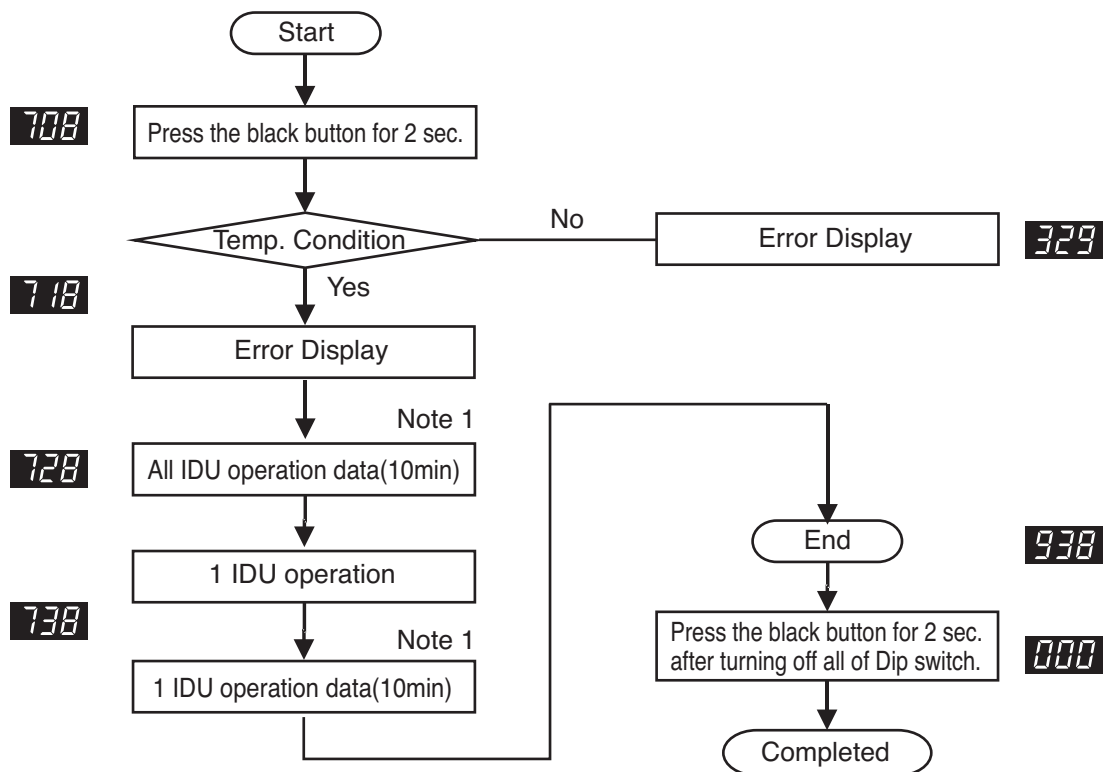 Start
708
Press the black button for 2 sec.
Temp. Condition
No
Error Display
329
718
Yes
Error Display
Note 1
728
All IDU operation data(10min)
End
938
1 IDU operation
738
Note 1
Press the black button for 2 sec.
after turning off all of Dip switch.
000
1 IDU operation data(10min)
Completed